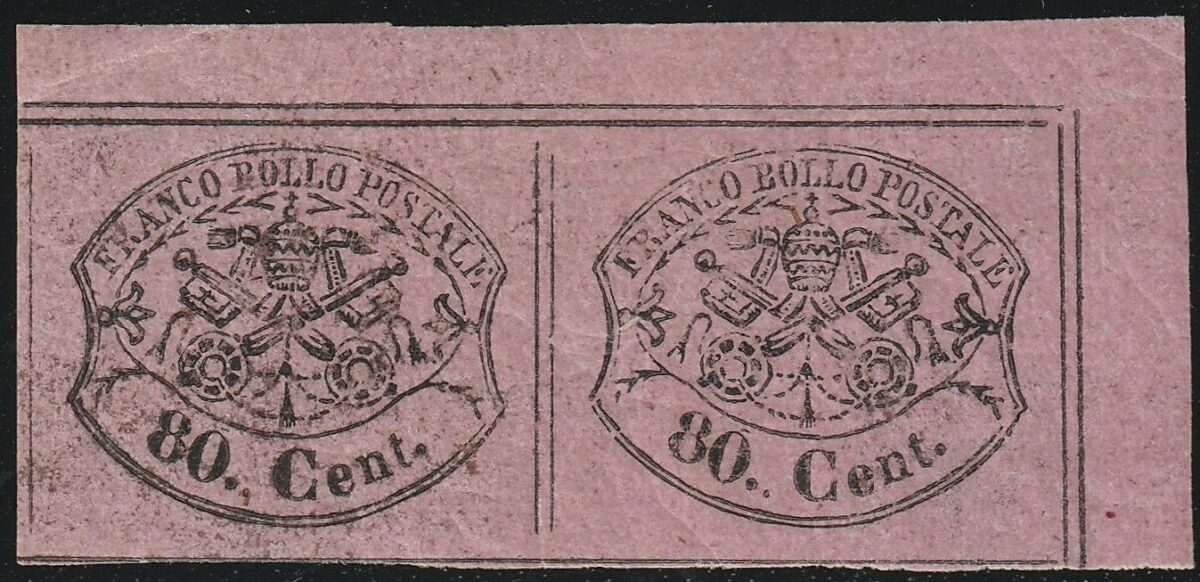 FRANCO BOLLO POSTALE
80. Cent.
FRANCO BOLLO POSTALE
80. Cent.